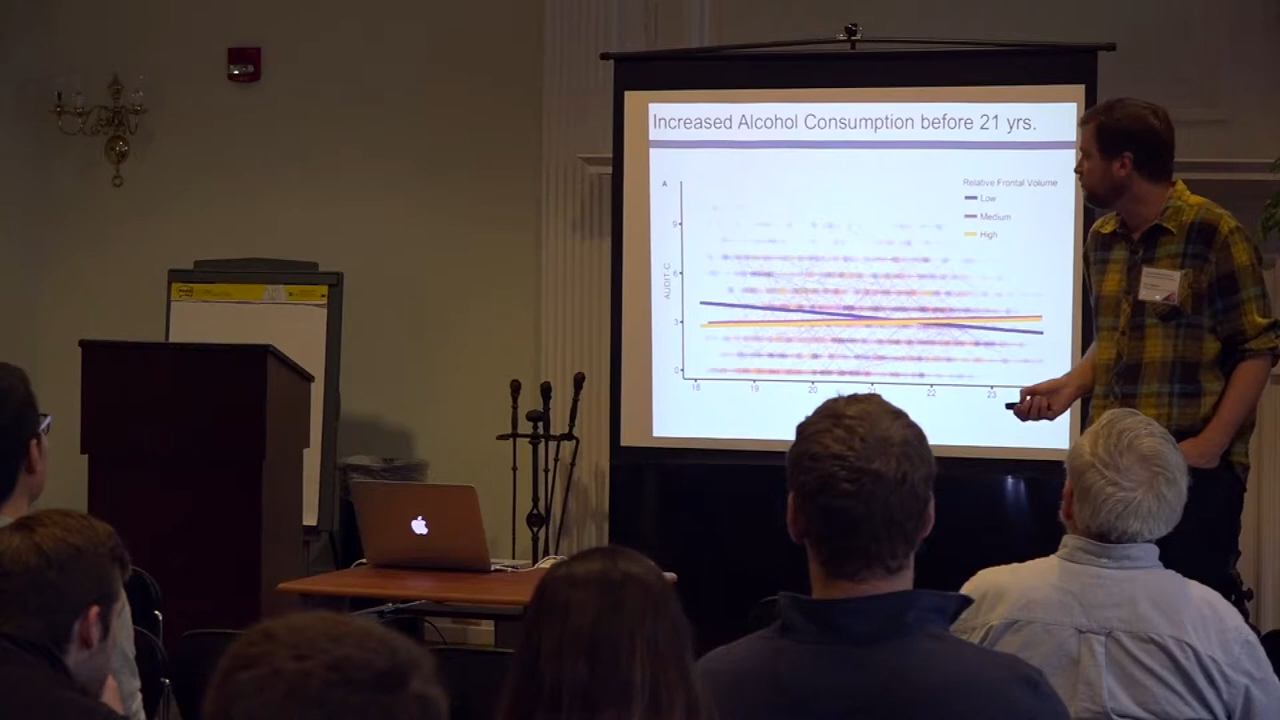 Increased Alcohol Consumption before 21 yrs.
A
Relative Frontal Volume
Low
Medium
High
AUDIT-C
9
6
3
0
18
19
20
21
22
23